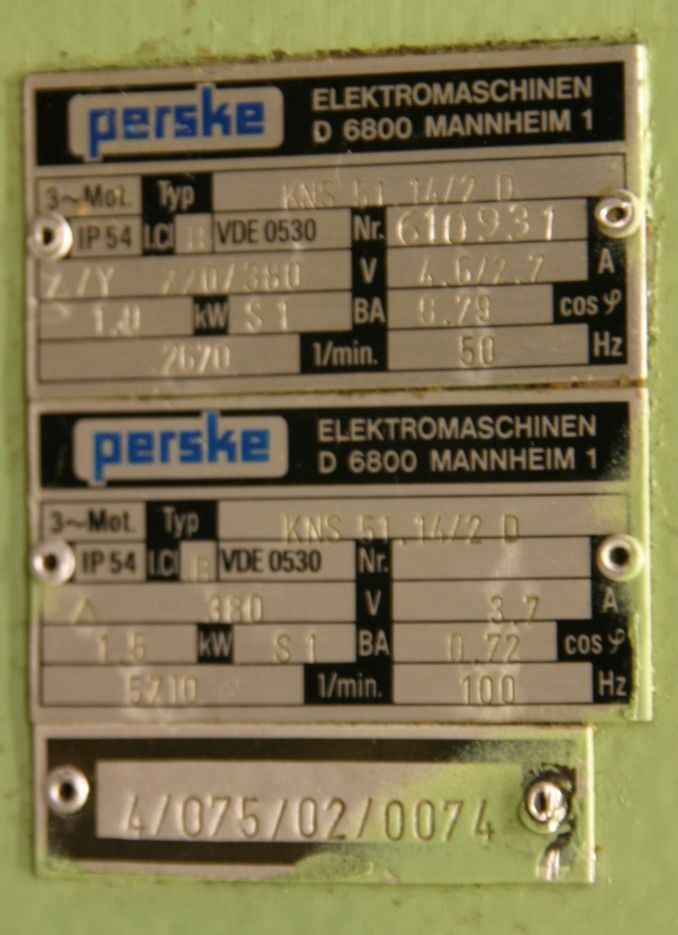 perske ELEKTROMASCHINEN
D 6800 MANNHEIM 1
3~Mot. Typ KNS 51.14/2 D
IP 54 I.Cl VDE 0530 Nr. 610931
/Y 220/380 V 4.6/2.7 A
1.0 kW S 1 BA 0.79 cos φ
2670 1/min. 50 Hz
perske ELEKTROMASCHINEN
D 6800 MANNHEIM 1
3~Mot. Typ KNS 51.14/2 D
IP 54 I.Cl VDE 0530 Nr.
380 V 3.7 A
kW S 1 BA 0.72 cos φ
5710 1/min. 100 Hz
4/075/02/0074